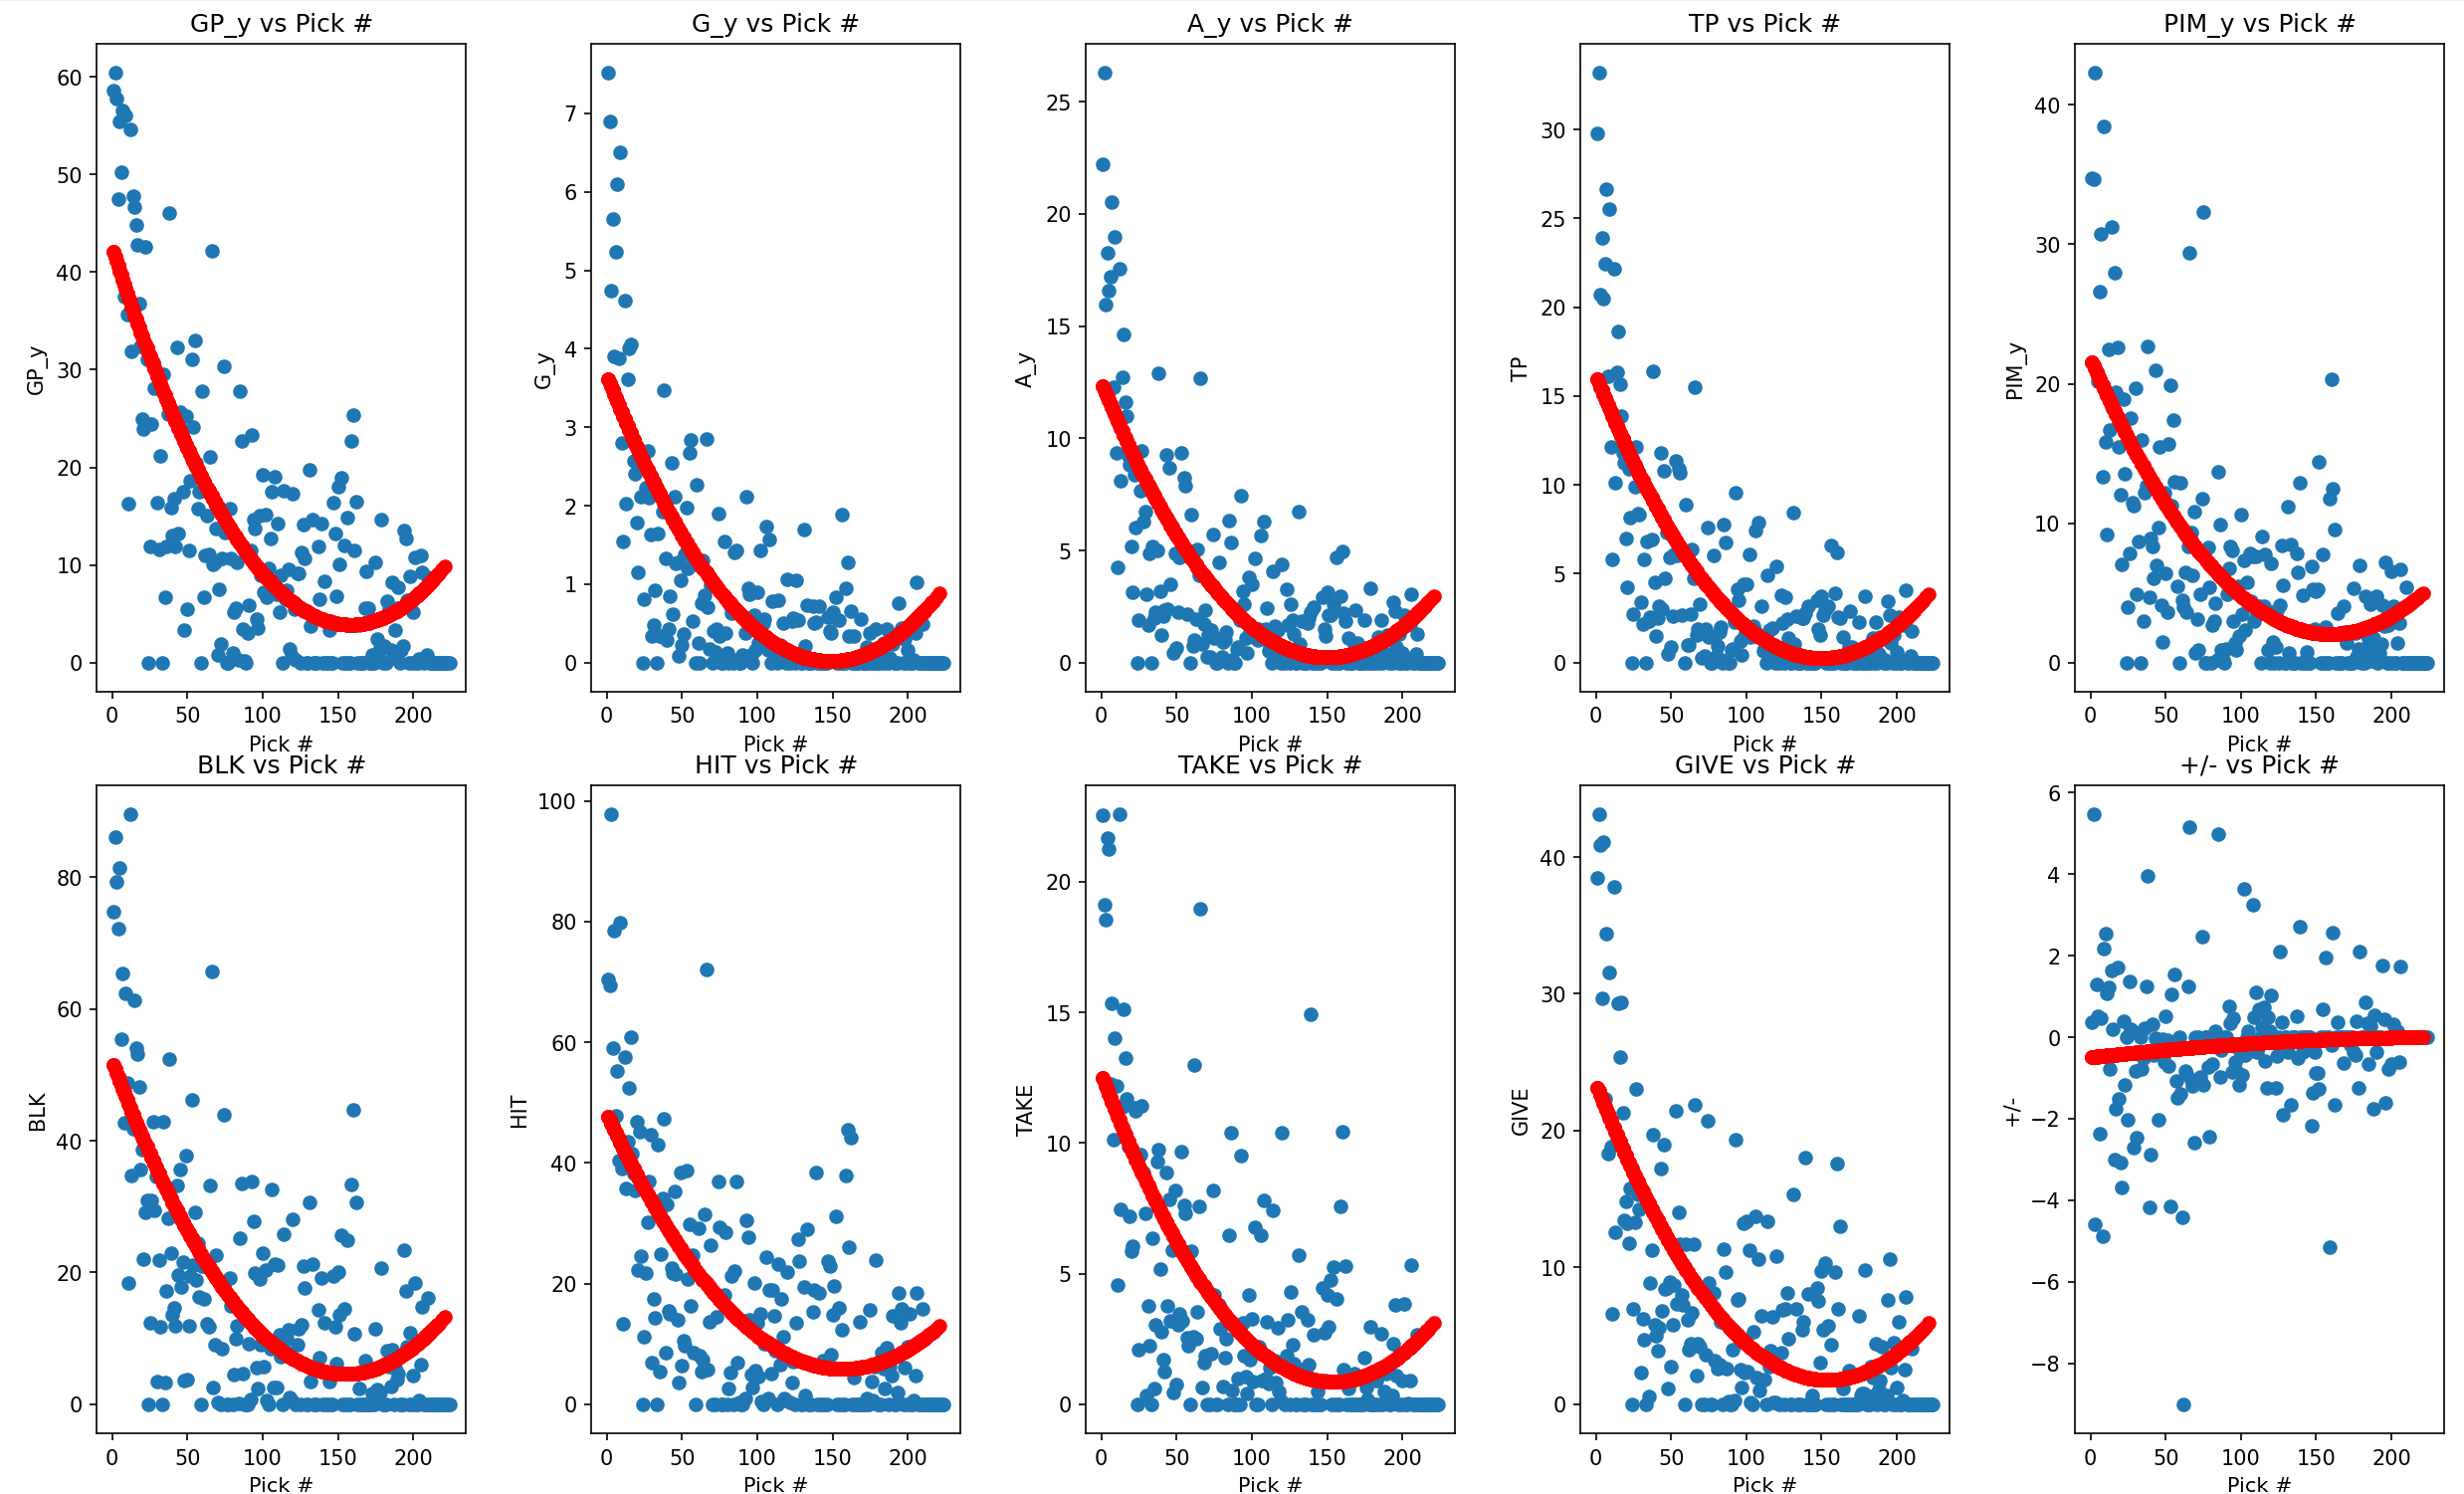 GP_y vs Pick #
G_y vs Pick #
A_y vs Pick #
TP vs Pick #
PIM_y vs Pick #
GP_y
60
50
40
30
20
10
0
0 50 100 150 200
Pick #
G_y
7
6
5
4
3
2
1
0
0 50 100 150 200
Pick #
A_y
25
20
15
10
5
0
0 50 100 150 200
Pick #
TP
30
25
20
15
10
5
0
0 50 100 150 200
Pick #
PIM_y
40
30
20
10
0
0 50 100 150 200
Pick #
BLK vs Pick #
HIT vs Pick #
TAKE vs Pick #
GIVE vs Pick #
+/- vs Pick #
BLK
80
60
40
20
0
0 50 100 150 200
Pick #
HIT
100
80
60
40
20
0
0 50 100 150 200
Pick #
TAKE
20
15
10
5
0
0 50 100 150 200
Pick #
GIVE
40
30
20
10
0
0 50 100 150 200
Pick #
+/-
6
4
2
0
−2
−4
−6
−8
0 50 100 150 200
Pick #